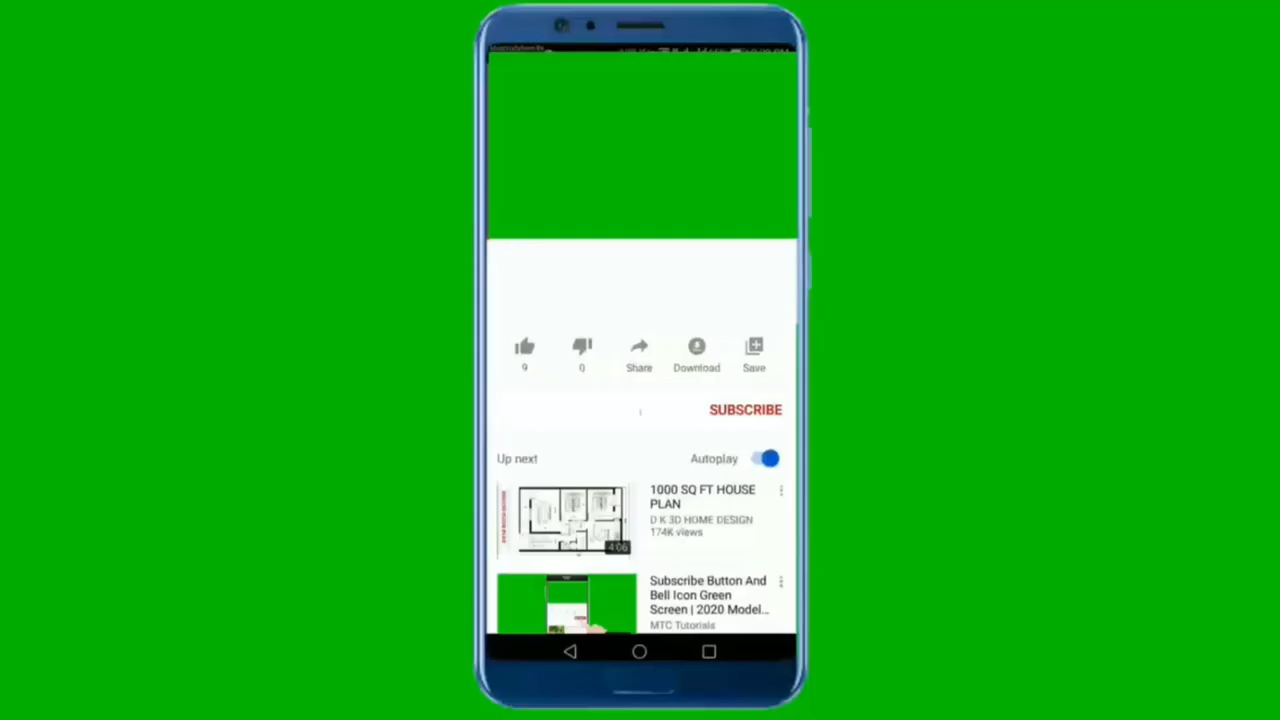 9
0
Share
Download
Save
SUBSCRIBE
Up next
Autoplay
1000 SQ FT HOUSE
PLAN
D K 3D HOME DESIGN
174K views
4:06
Subscribe Button And
Bell Icon Green
Screen | 2020 Model...
MTC Tutorials